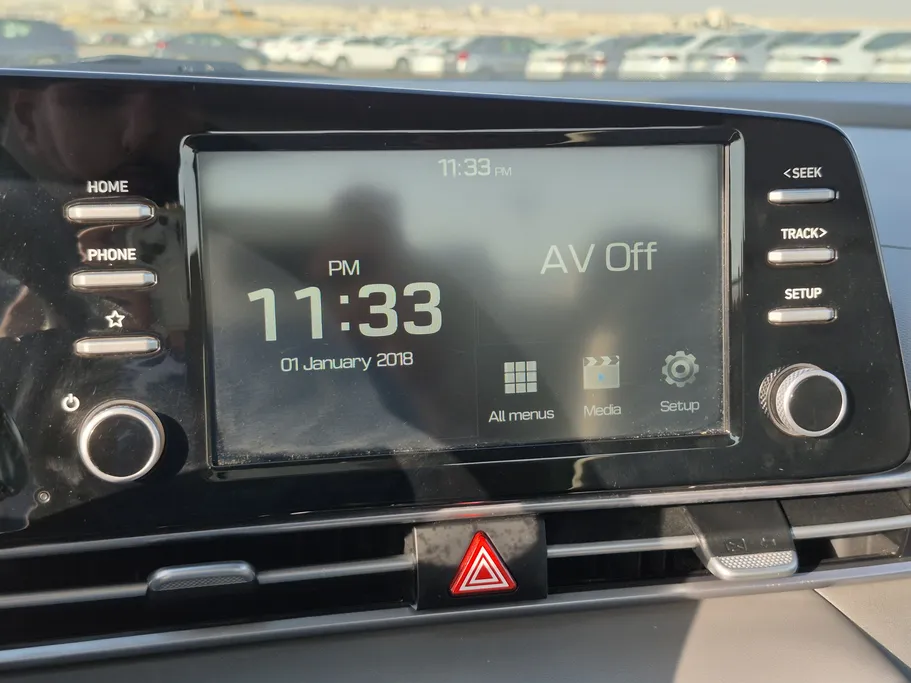 11:33 PM
HOME
PHONE
PM
11:33
01 January 2018
AV Off
All menus
Media
Setup
<SEEK
TRACK>
SETUP